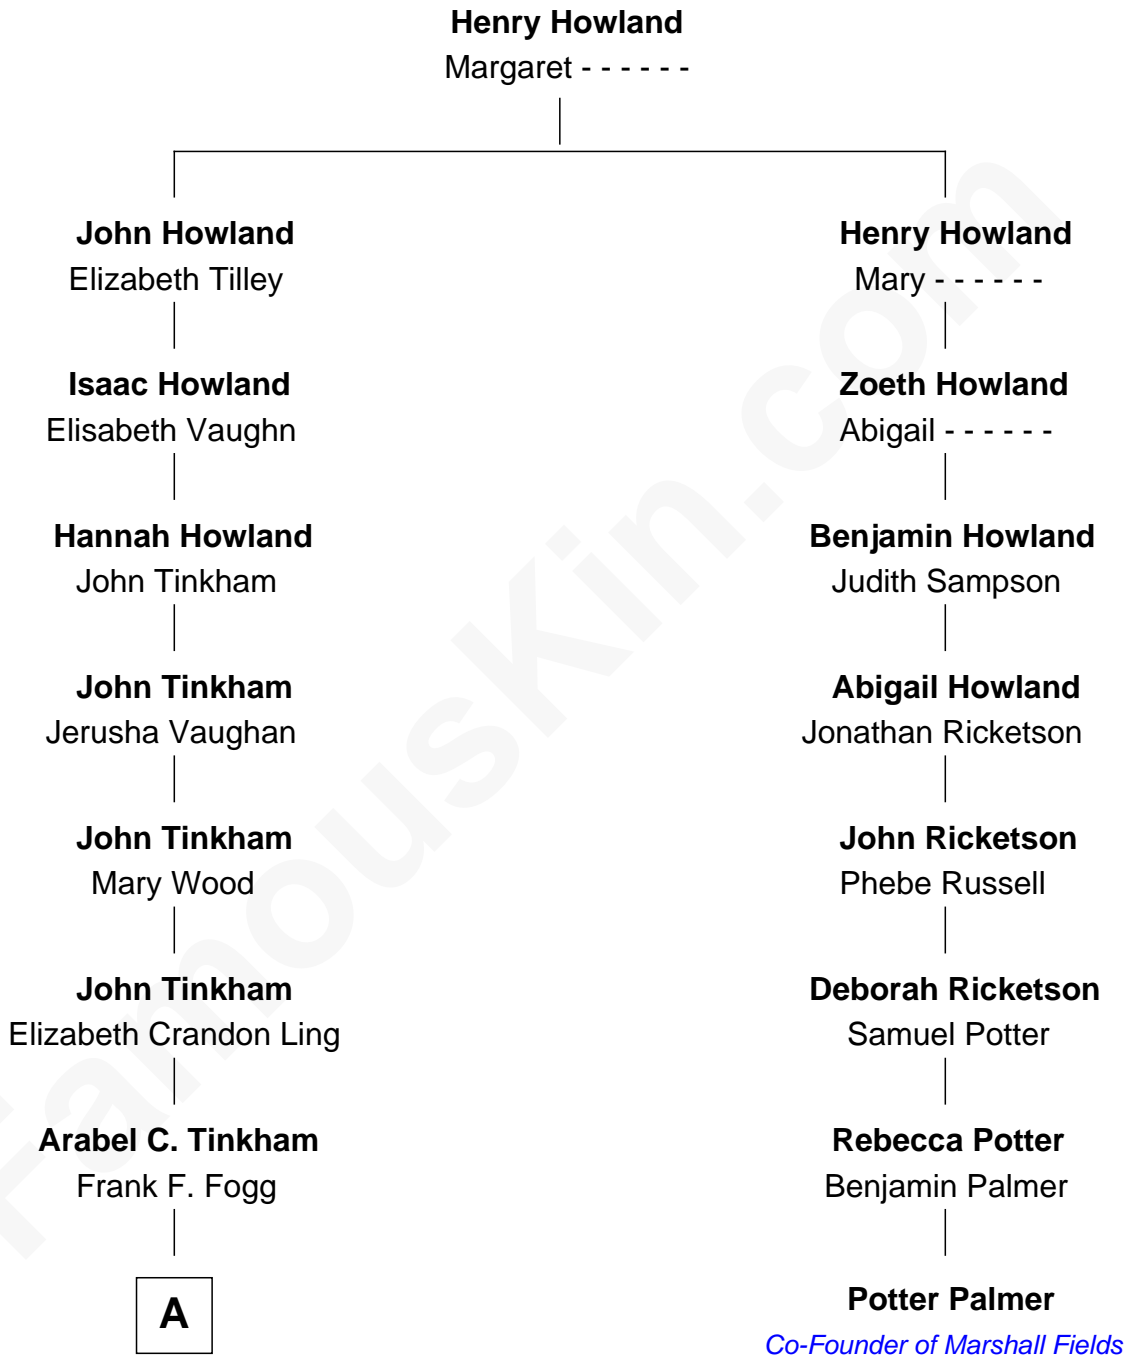 Henry Howland
Margaret - - - - - -
John Howland
Elizabeth Tilley
Henry Howland
Mary - - - - - -
Isaac Howland
Elisabeth Vaughn
Zoeth Howland
Abigail - - - - - -
Hannah Howland
John Tinkham
Benjamin Howland
Judith Sampson
John Tinkham
Jerusha Vaughan
Abigail Howland
Jonathan Ricketson
John Tinkham
Mary Wood
John Ricketson
Phebe Russell
John Tinkham
Elizabeth Crandon Ling
Deborah Ricketson
Samuel Potter
Arabel C. Tinkham
Frank F. Fogg
Rebecca Potter
Benjamin Palmer
A
Potter Palmer
Co-Founder of Marshall Fields
FamousKin.com